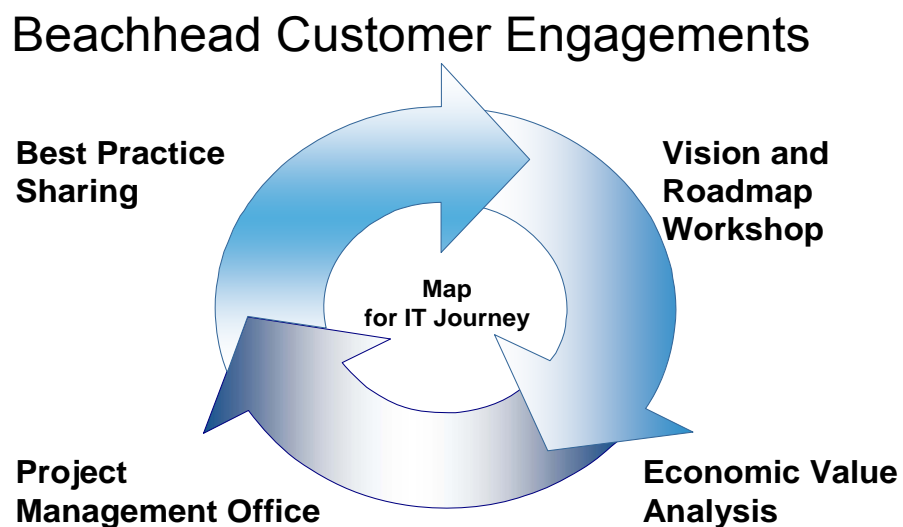 Beachhead Customer Engagements
Best Practice
Sharing
Vision and
Roadmap
Workshop
Map
for IT Journey
Project
Management Office
Economic Value
Analysis